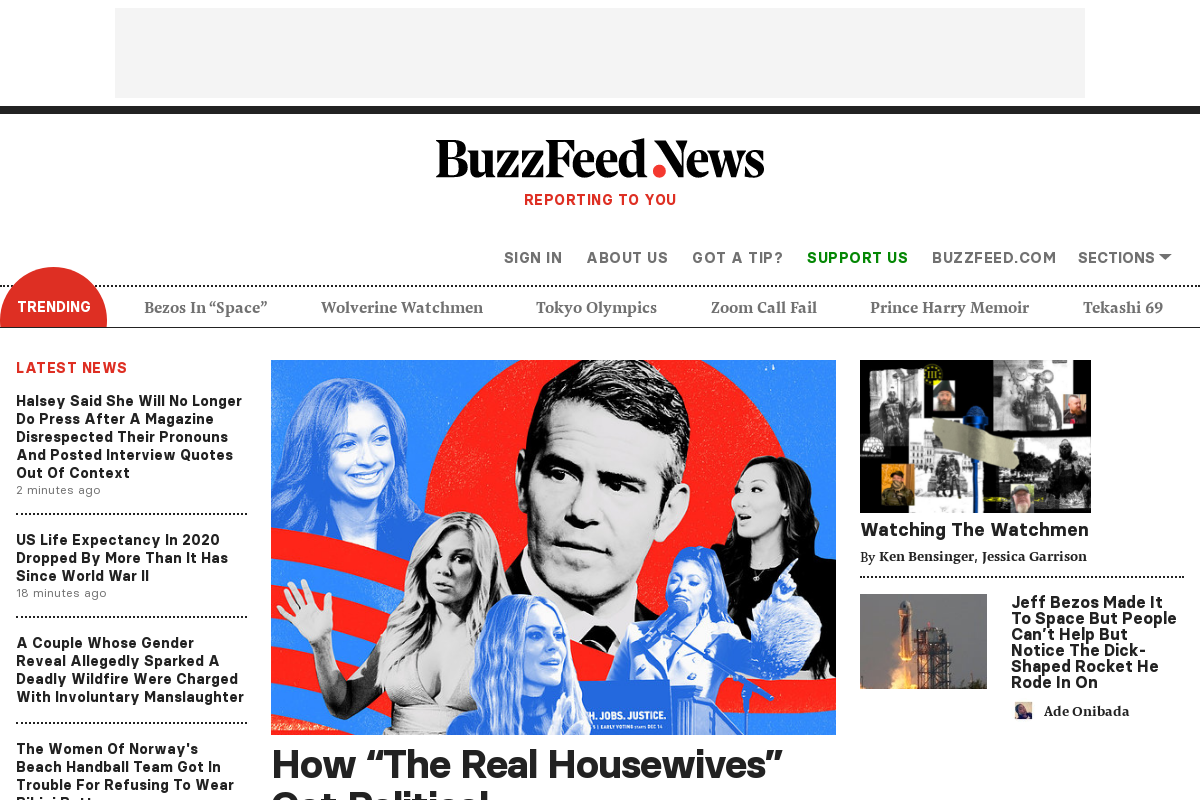 BuzzFeed News
REPORTING TO YOU
SIGN IN ABOUT US GOT A TIP? SUPPORT US BUZZFEED.COM SECTIONS
TRENDING Bezos In “Space” Wolverine Watchmen Tokyo Olympics Zoom Call Fail Prince Harry Memoir Tekashi 69
LATEST NEWS
Halsey Said She Will No Longer
Do Press After A Magazine
Disrespected Their Pronouns
And Posted Interview Quotes
Out Of Context
2 minutes ago
US Life Expectancy In 2020
Dropped By More Than It Has
Since World War II
18 minutes ago
A Couple Whose Gender
Reveal Allegedly Sparked A
Deadly Wildfire Were Charged
With Involuntary Manslaughter
The Women Of Norway's
Beach Handball Team Got In
Trouble For Refusing To Wear
H. JOBS. JUSTICE.
EARLY VOTING starts DEC 14
How “The Real Housewives”
Got Political
Watching The Watchmen
By Ken Bensinger, Jessica Garrison
Jeff Bezos Made It
To Space But People
Can't Help But
Notice The Dick-
Shaped Rocket He
Rode In On
Ade Onibada